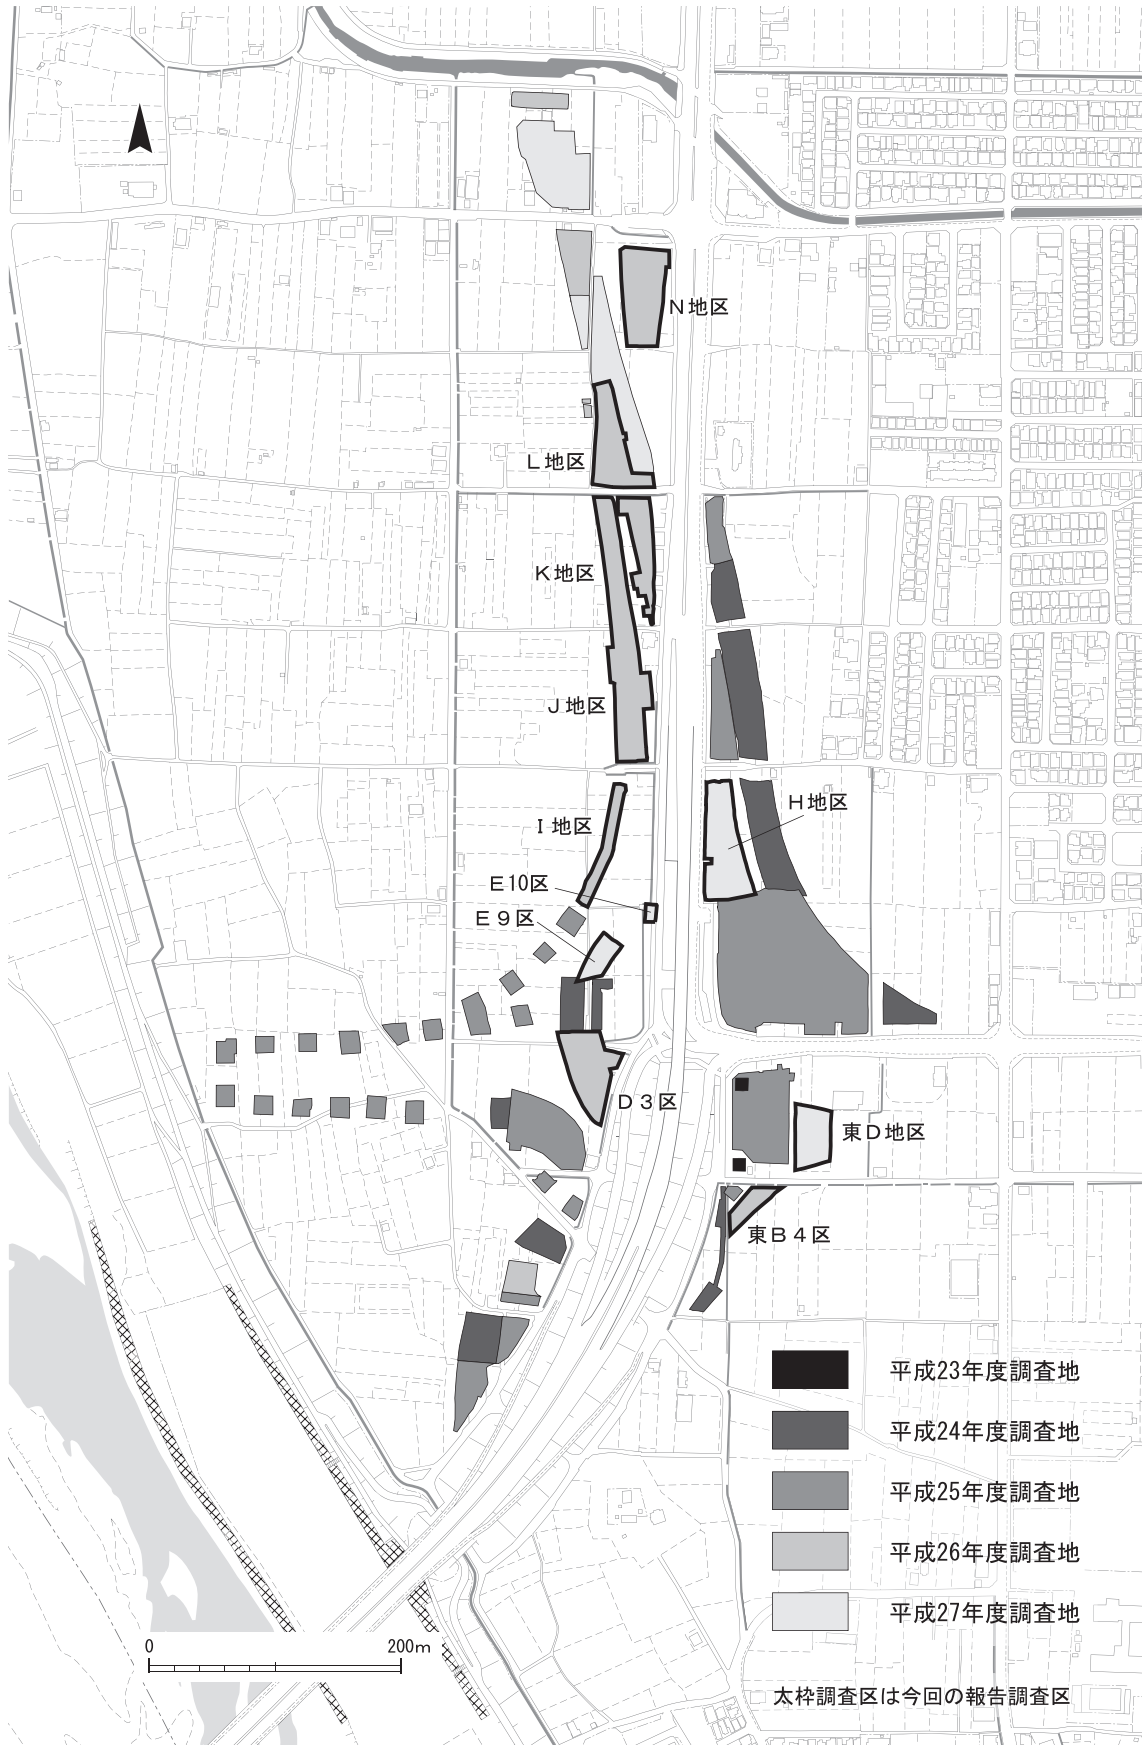 N地区
L地区
K地区
J地区
H地区
I地区
E10区
E9区
D3区
東D地区
東B4区
平成23年度調査地
平成24年度調査地
平成25年度調査地
平成26年度調査地
平成27年度調査地
0 200m
太枠調査区は今回の報告調査区